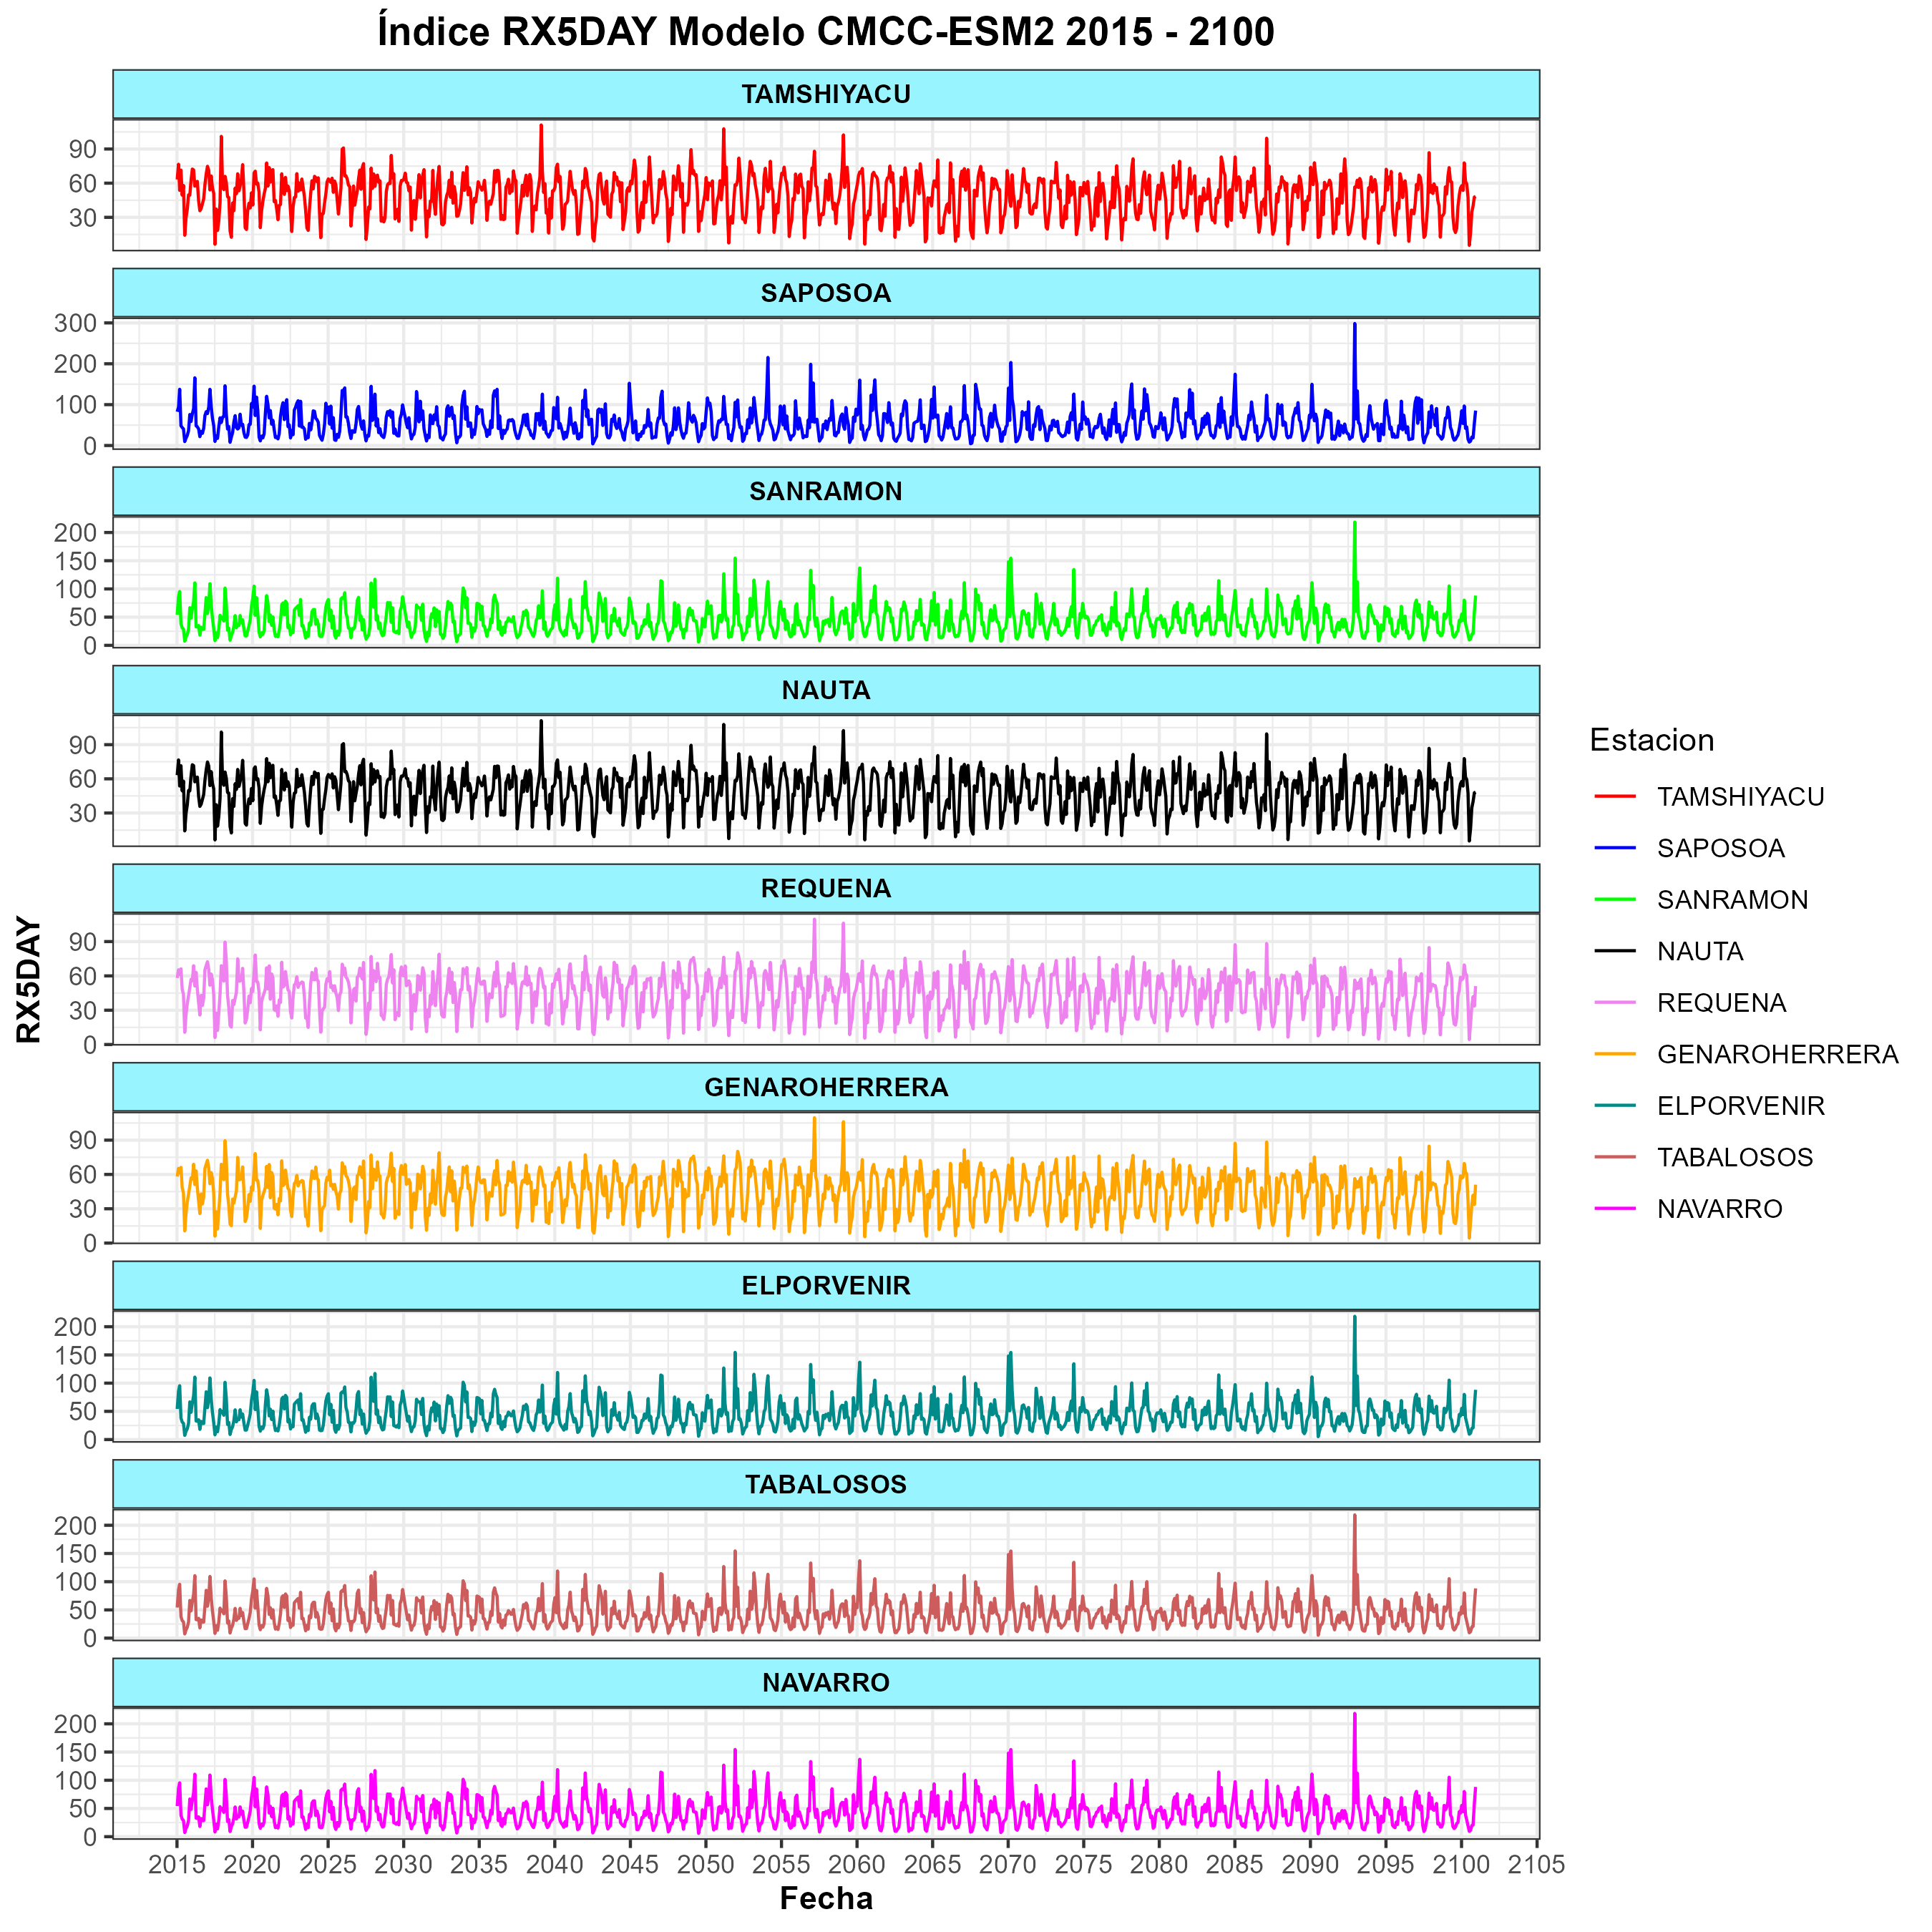 Índice RX5DAY Modelo CMCC-ESM2 2015 - 2100
TAMSHIYACU
90
60
30
SAPOSOA
300
200
100
0
SANRAMON
200
150
100
50
0
NAUTA
90
60
30
REQUENA
90
60
30
0
GENAROHERRERA
90
60
30
0
ELPORVENIR
200
150
100
50
0
TABALOSOS
200
150
100
50
0
NAVARRO
200
150
100
50
0
2015 2020 2025 2030 2035 2040 2045 2050 2055 2060 2065 2070 2075 2080 2085 2090 2095 2100 2105
Fecha
RX5DAY
Estacion
TAMSHIYACU
SAPOSOA
SANRAMON
NAUTA
REQUENA
GENAROHERRERA
ELPORVENIR
TABALOSOS
NAVARRO